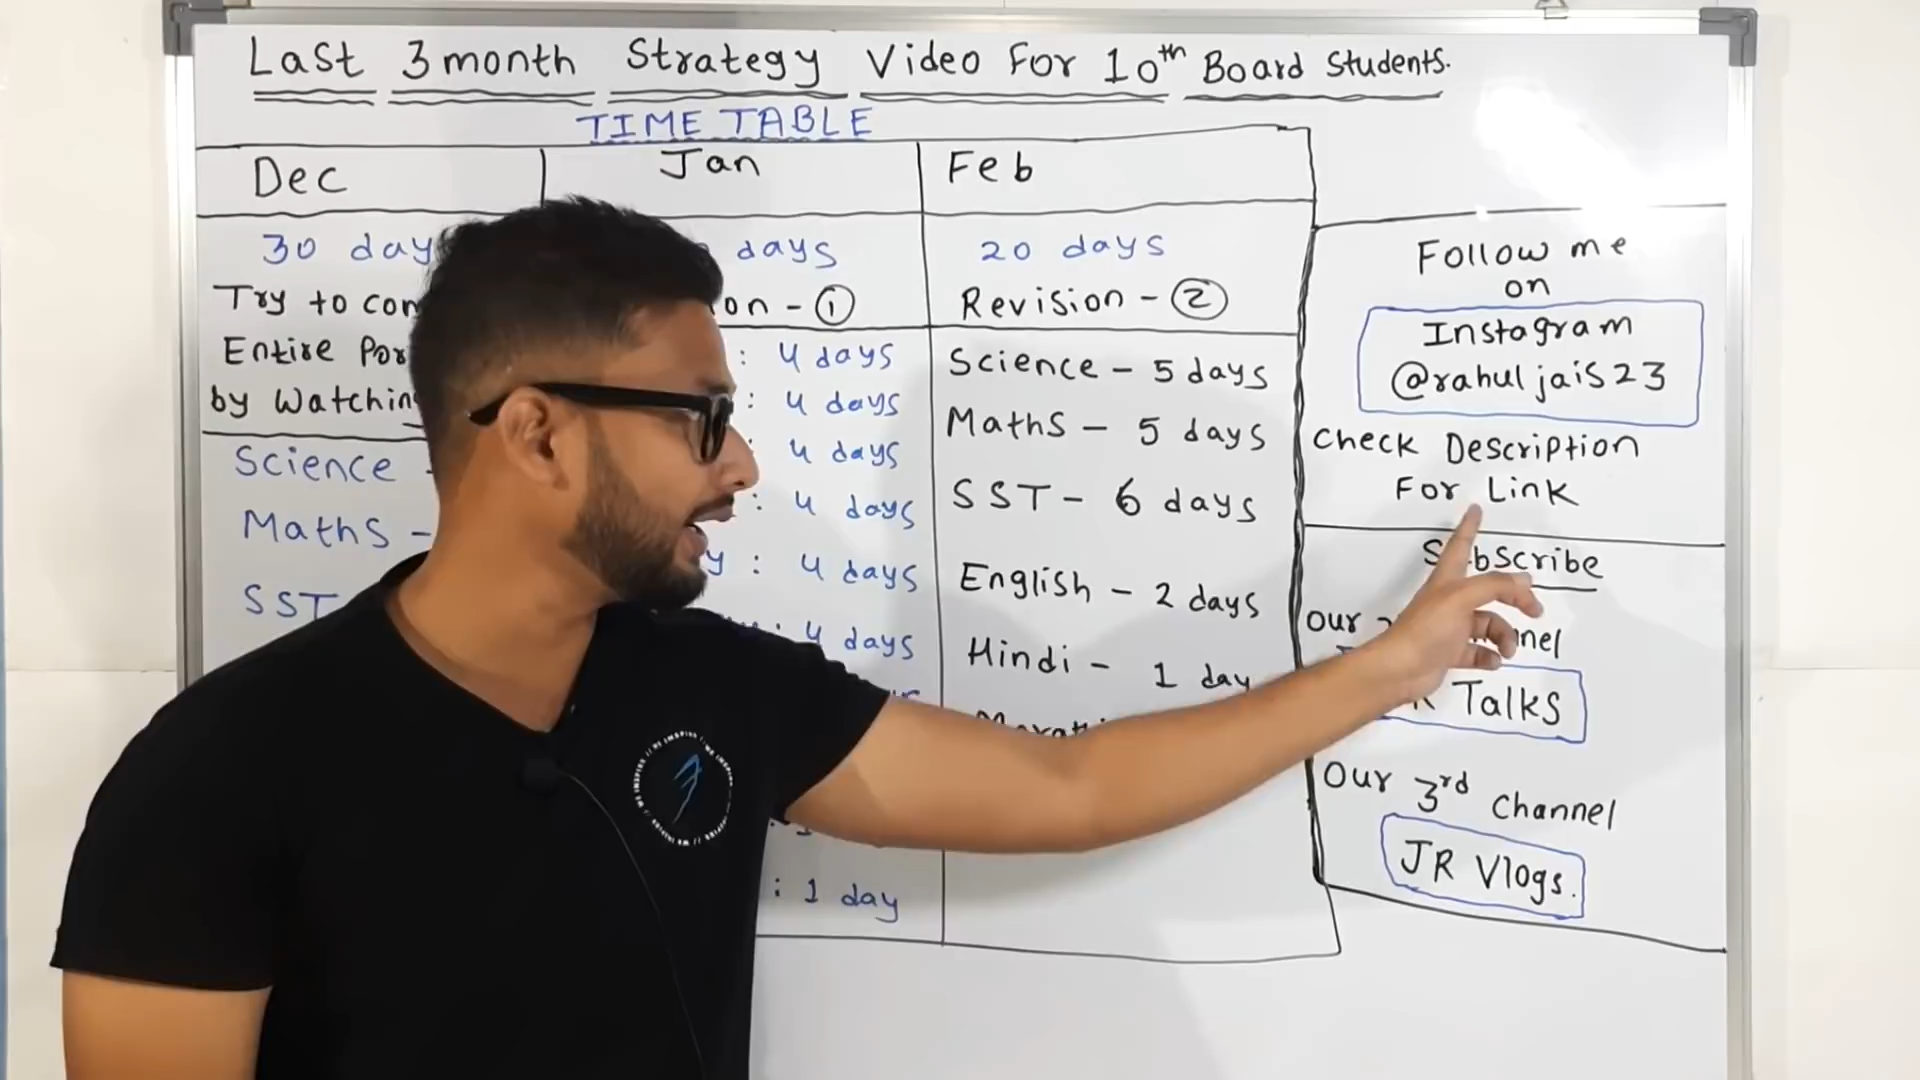 Last 3 month Strategy Video For 10th Board Students.
TIME TABLE
Dec
30 day
Try to com
Entire Por
by Watchin
Science -
Maths -
SST
Jan
days
on - ①
: 4 days
: 4 days
4 days
: 4 days
y : 4 days
: 4 days
: 1 day
Feb
20 days
Revision - ②
Science - 5 days
Maths - 5 days
SST - 6 days
English - 2 days
Hindi - 1 day
Follow me
on
Instagram
@rahuljais23
Check Description
For Link
Subscribe
Our nel
Talks
Our 3rd Channel
JR Vlogs.